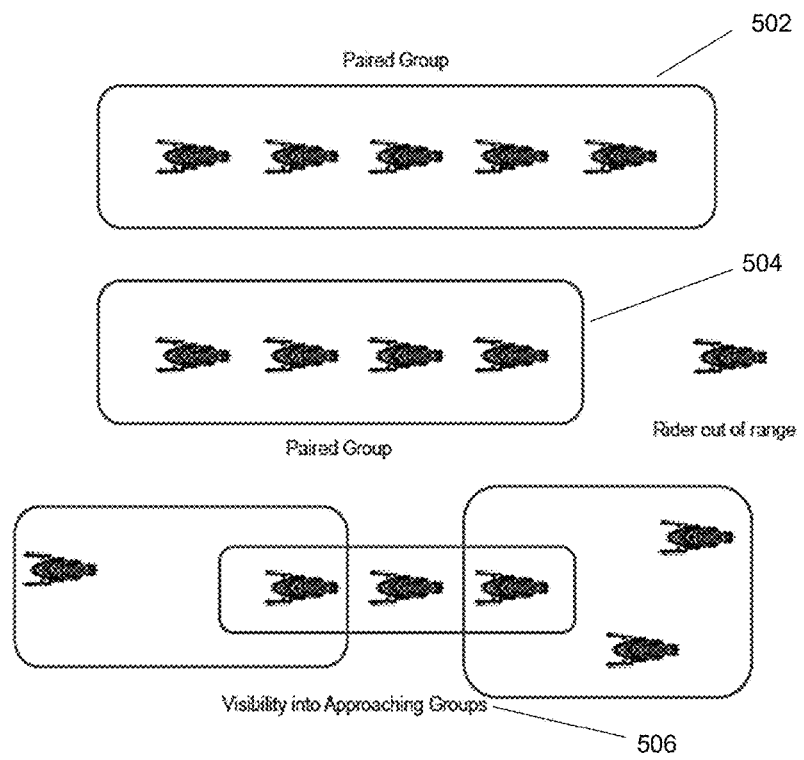 502
Paired Group
504
Paired Group
Rider out of range
Visibility into Approaching Groups
506